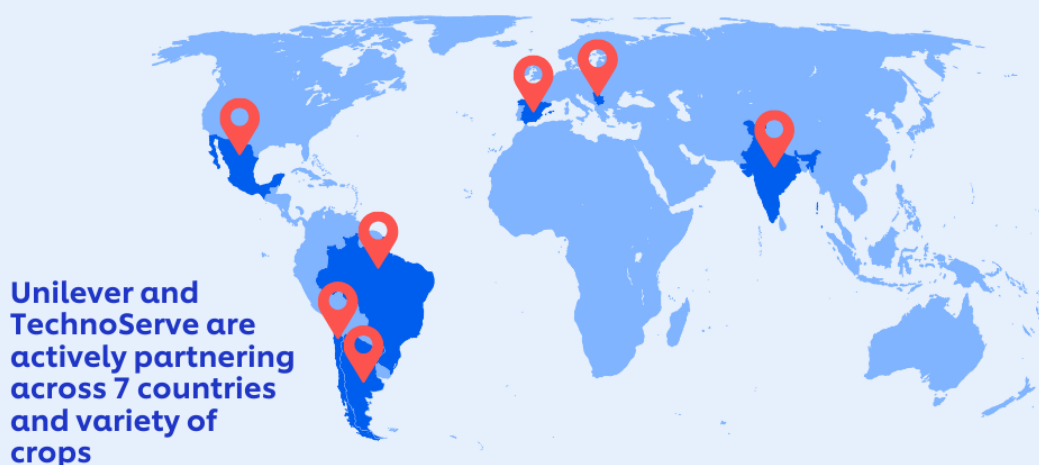 Unilever and
TechnoServe are
actively partnering
across 7 countries
and variety of
crops